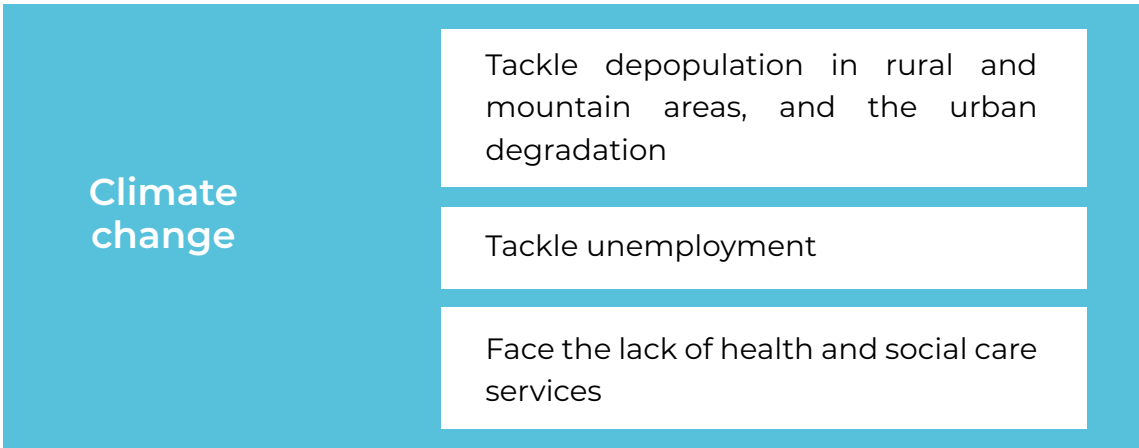 Climate
change
Tackle depopulation in rural and
mountain areas, and the urban
degradation
Tackle unemployment
Face the lack of health and social care
services